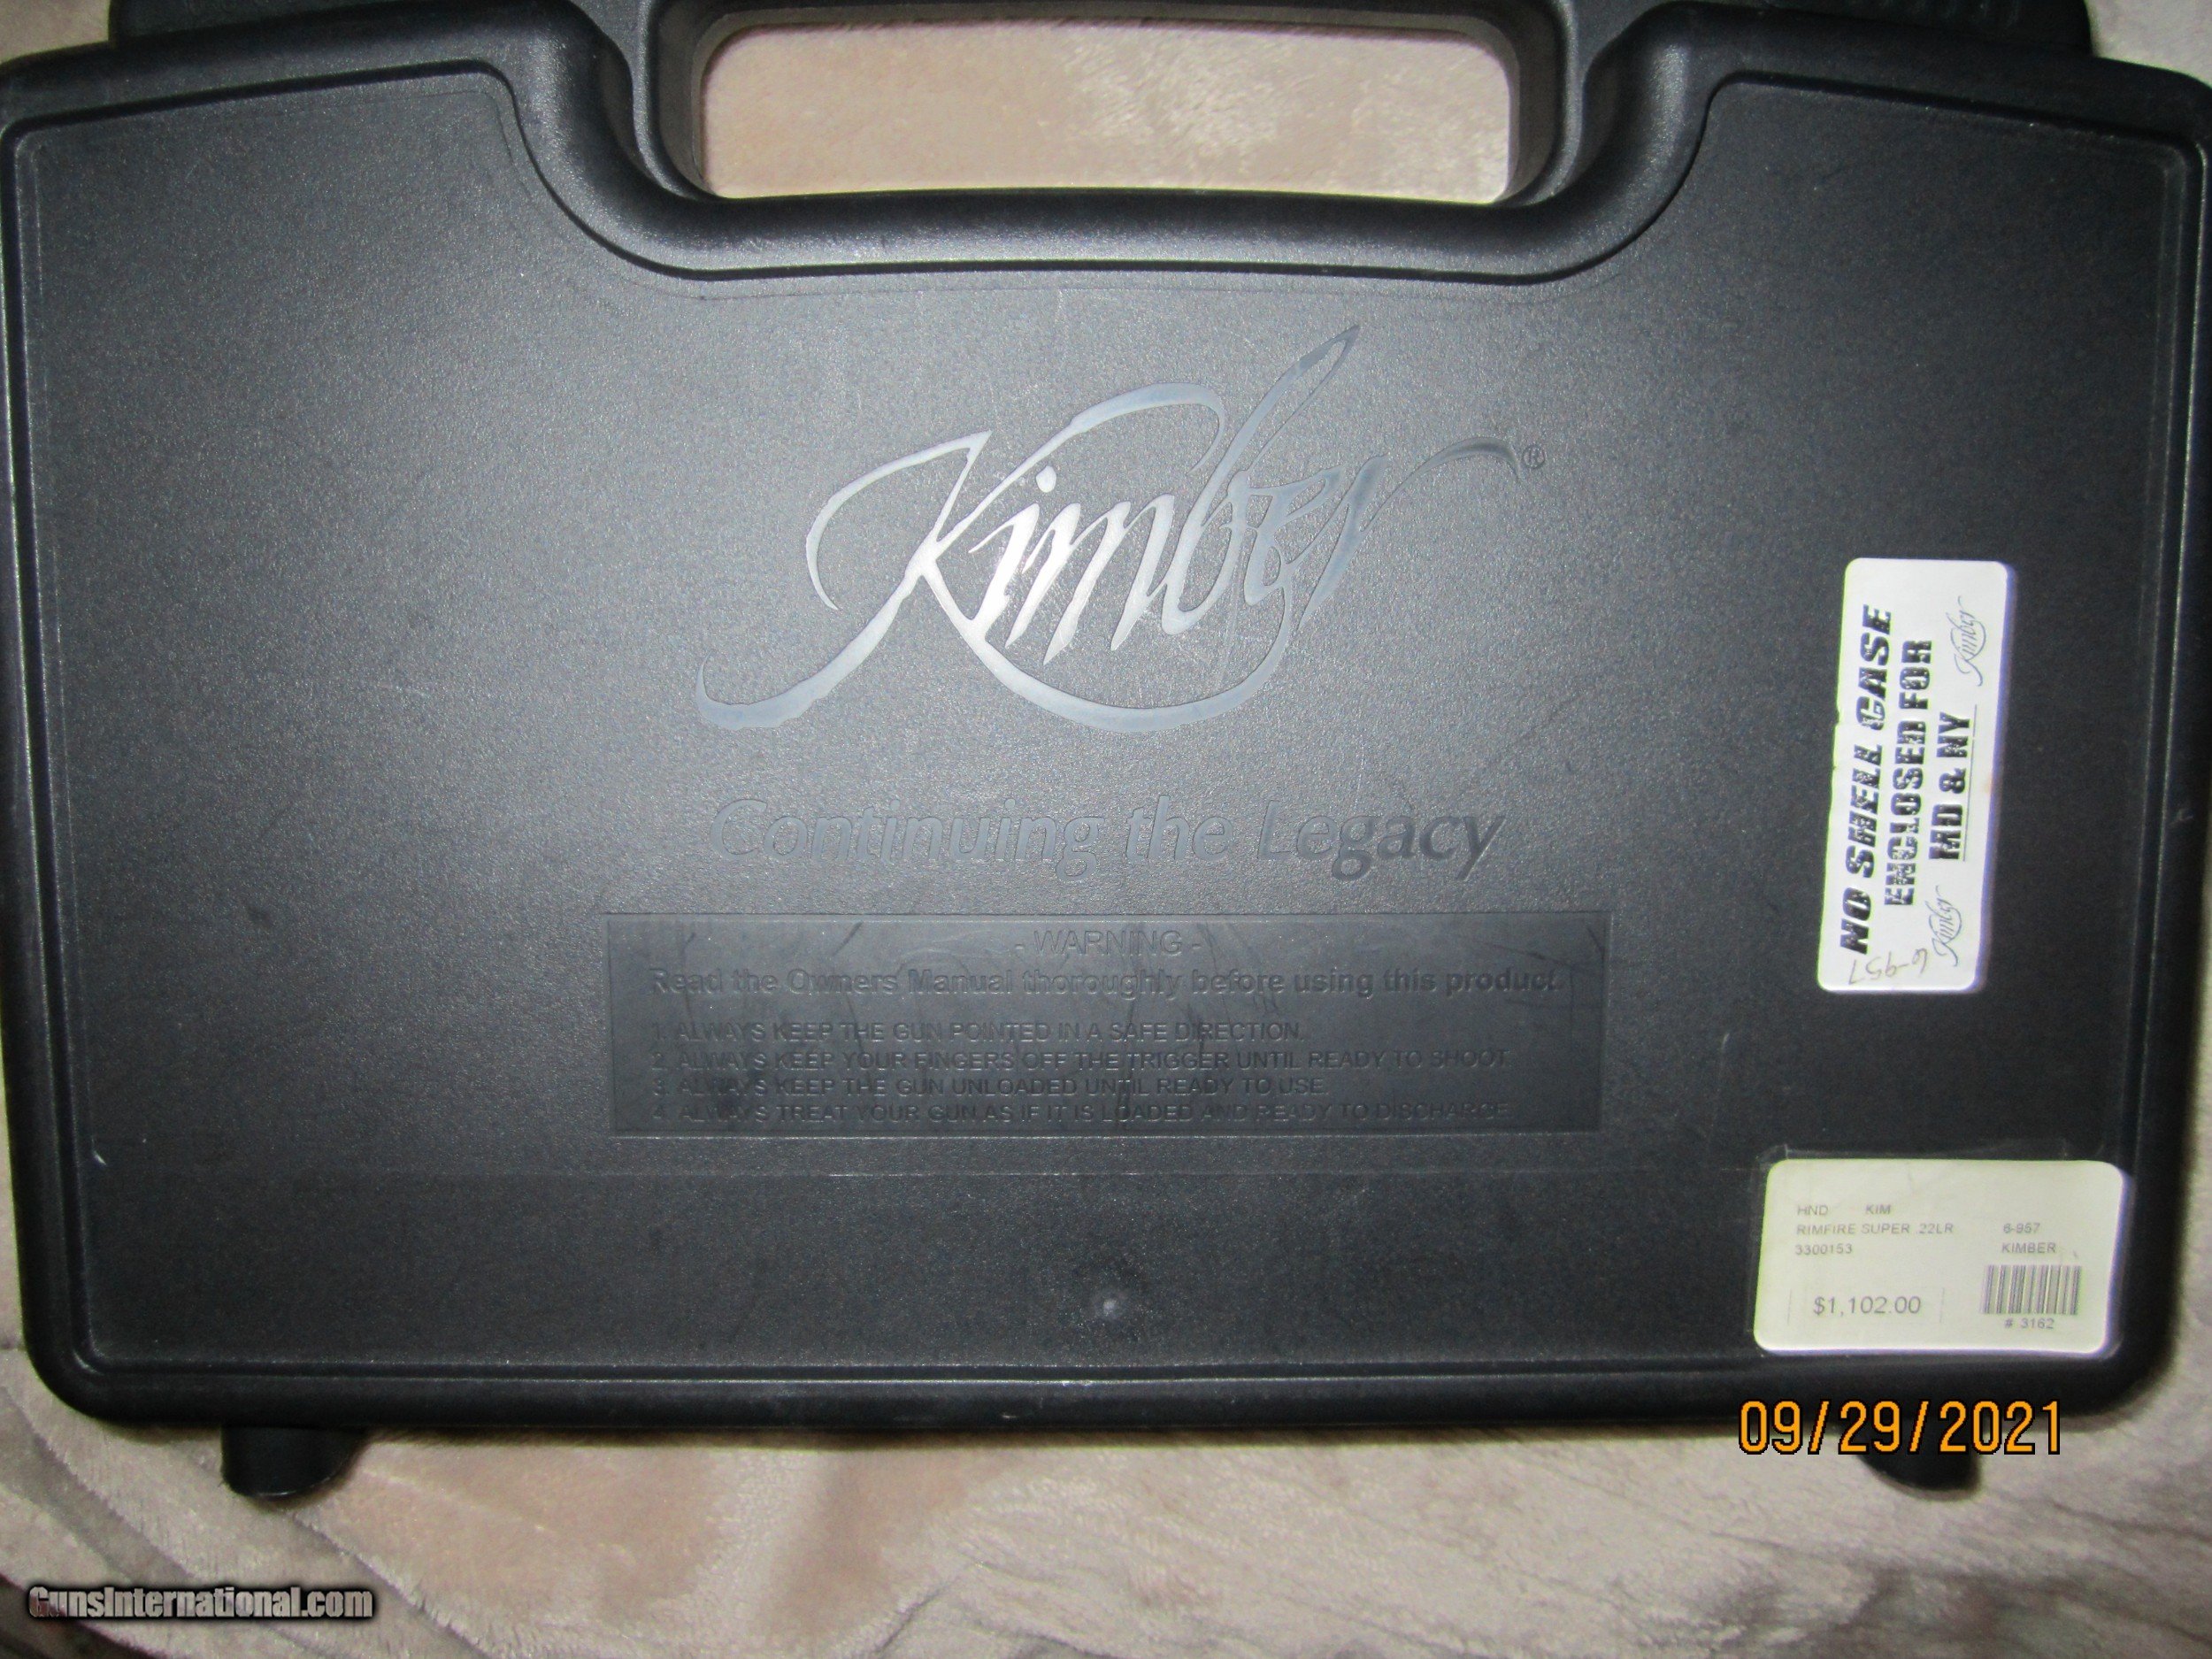 Kimber®
Continuing the Legacy
- WARNING -
Read the Owners Manual thoroughly before using this product.
1. ALWAYS KEEP THE GUN POINTED IN A SAFE DIRECTION.
2. ALWAYS KEEP YOUR FINGERS OFF THE TRIGGER UNTIL READY TO SHOOT.
3. ALWAYS KEEP THE GUN UNLOADED UNTIL READY TO USE.
4. ALWAYS TREAT YOUR GUN AS IF IT IS LOADED AND READY TO DISCHARGE.
NO SHELL CASE
ENCLOSED FOR
Kimber MD & NY Kimber
6-957
HND KIM
RIMFIRE SUPER .22LR 6-957
3300153 KIMBER
$1,102.00
# 3162
09/29/2021
GunsInternational.com